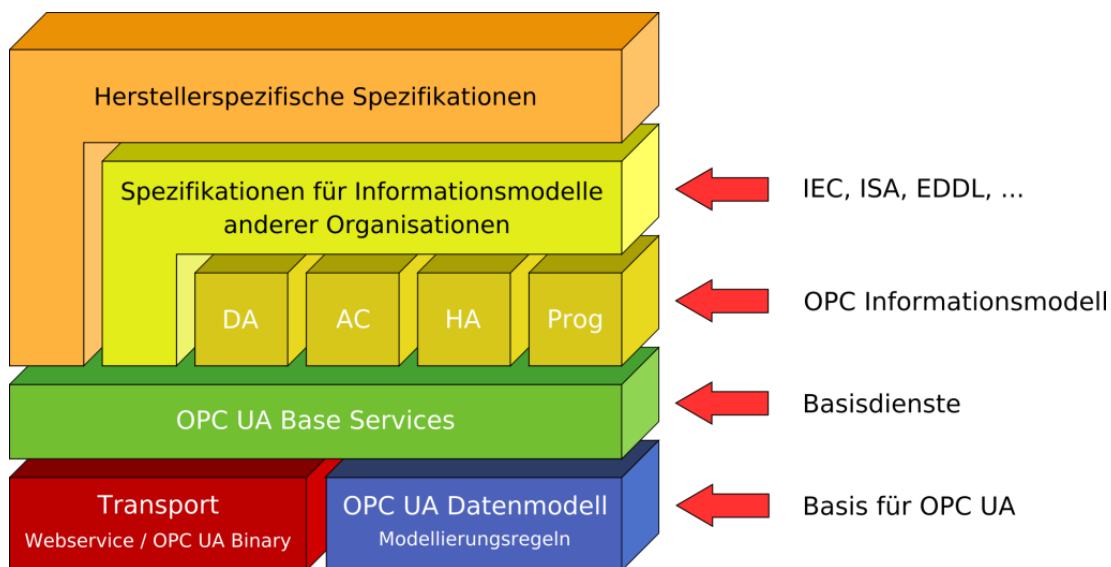 Herstellerspezifische Spezifikationen
Spezifikationen für Informationsmodelle
anderer Organisationen
IEC, ISA, EDDL, ...
DA
AC
HA
Prog
OPC Informationsmodell
OPC UA Base Services
Basisdienste
Transport
Webservice / OPC UA Binary
OPC UA Datenmodell
Modellierungsregeln
Basis für OPC UA